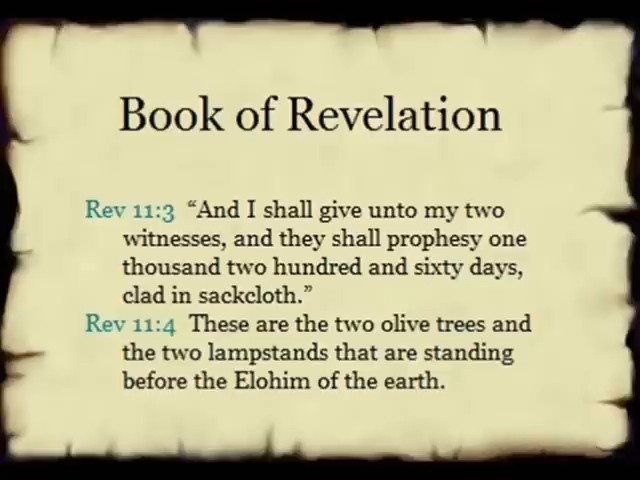 Book of Revelation
Rev 11:3 “And I shall give unto my two
witnesses, and they shall prophesy one
thousand two hundred and sixty days,
clad in sackcloth.”
Rev 11:4 These are the two olive trees and
the two lampstands that are standing
before the Elohim of the earth.